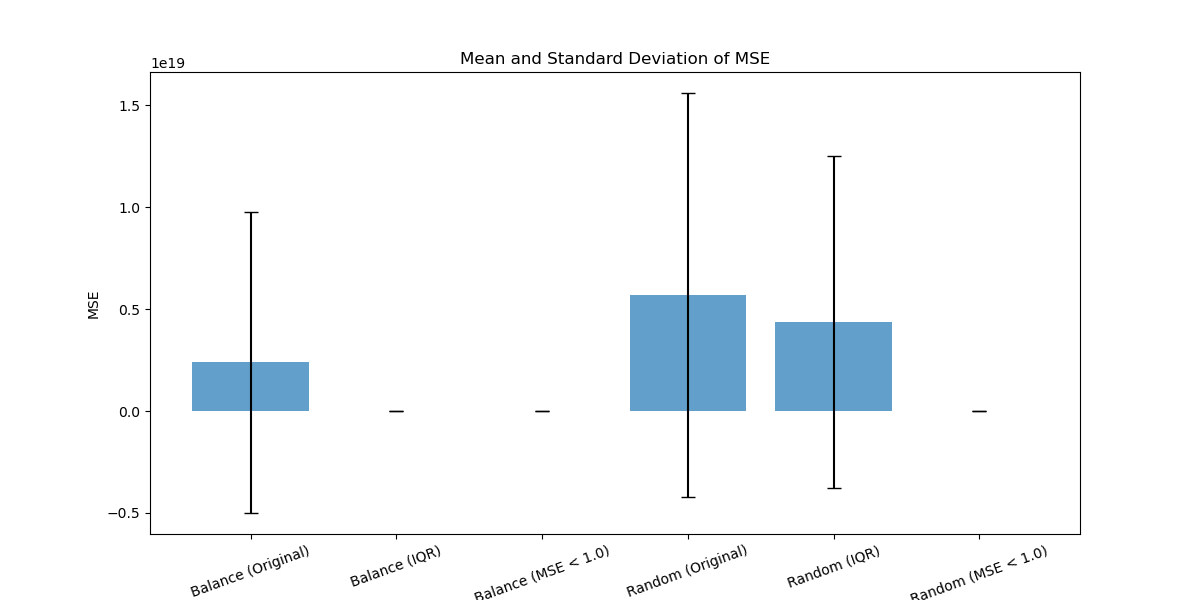 Mean and Standard Deviation of MSE
1e19
1.5
1.0
0.5
0.0
−0.5
MSE
Balance (Original)
Balance (IQR)
Balance (MSE < 1.0)
Random (Original)
Random (IQR)
Random (MSE < 1.0)